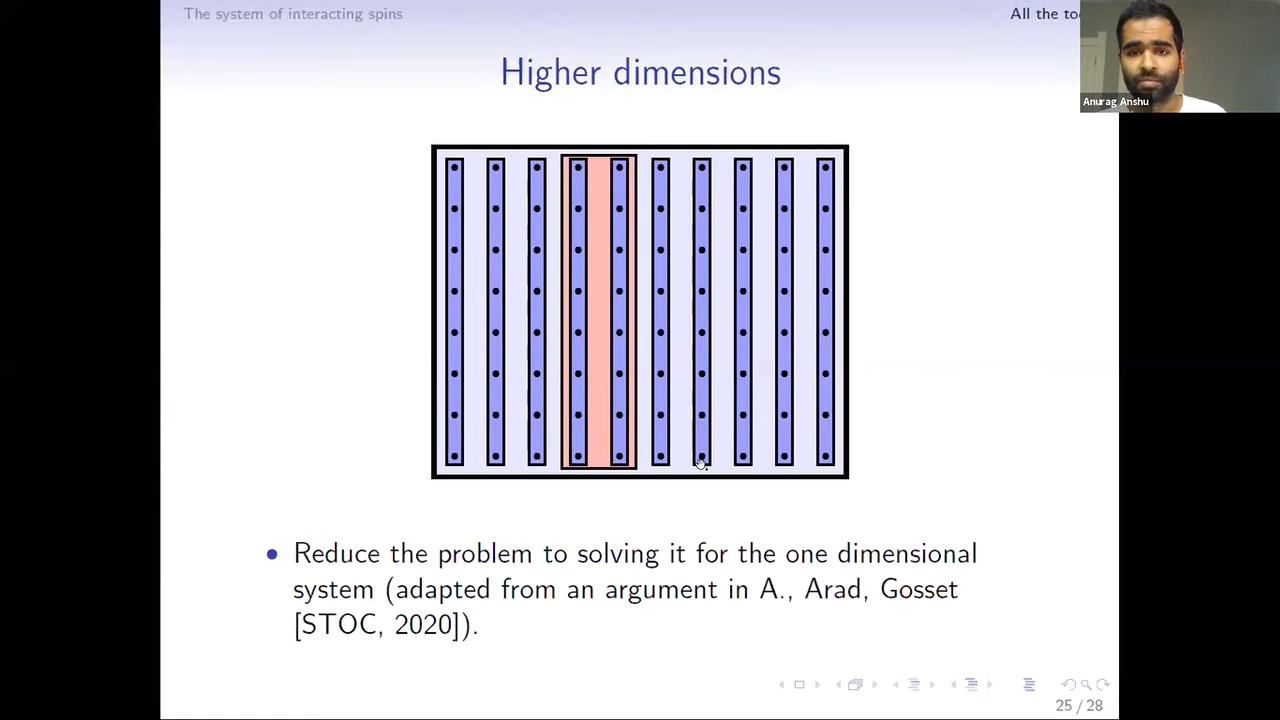 The system of interacting spins
All the
Anurag Anshu
Higher dimensions
• Reduce the problem to solving it for the one dimensional
system (adapted from an argument in A., Arad, Gosset
[STOC, 2020]).
25 / 28